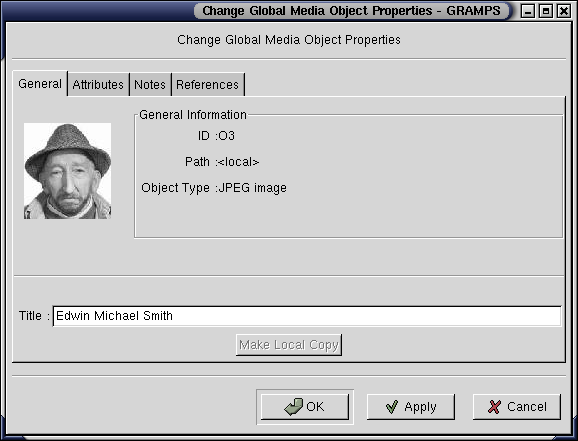 Change Global Media Object Properties - GRAMPS
Change Global Media Object Properties
General Attributes Notes References
General Information
ID :O3
Path :<local>
Object Type :JPEG image
Title : Edwin Michael Smith
Make Local Copy
OK Apply Cancel